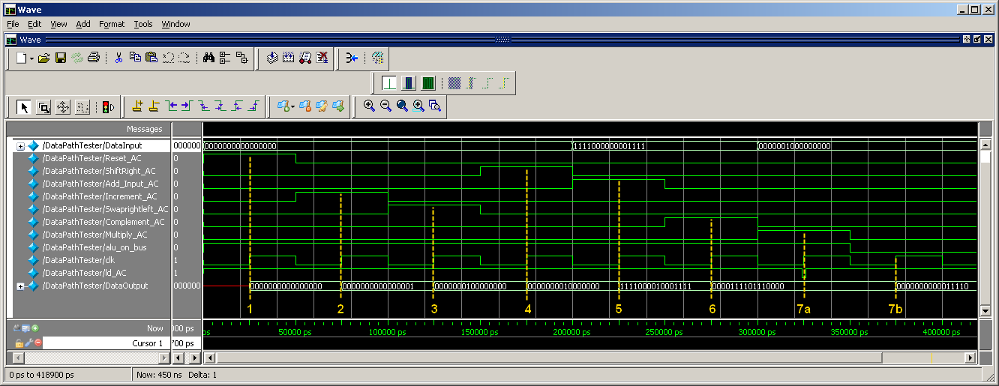 Wave
File Edit View Add Format Tools Window
Wave
Messages
/DataPathTester/DataInput 000000 0000000000000000 1111000000001111 0000001000000000
/DataPathTester/Reset_AC 0
/DataPathTester/ShiftRight_AC 0
/DataPathTester/Add_Input_AC 0
/DataPathTester/Increment_AC 0
/DataPathTester/Swaprightleft_AC 0
/DataPathTester/Complement_AC 0
/DataPathTester/Multiply_AC 0
/DataPathTester/alu_on_bus 0
/DataPathTester/clk 1
/DataPathTester/ld_AC 1
/DataPathTester/DataOutput 000000 0000000000000000 0000000000000001 0000000100000000 0000000010000000 1111000010001111 0000111101110000 0000000000011110
1 2 3 4 5 6 7a 7b
Now 000 ps ps 50000 ps 100000 ps 150000 ps 200000 ps 250000 ps 300000 ps 350000 ps 400000 ps
Cursor 1 700 ps
0 ps to 418900 ps Now: 450 ns Delta: 1